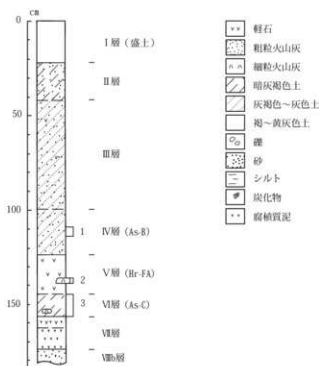 cm
0
50
100
150
I層 (盛土)
II層
III層
1
IV層 (As-B)
V層 (Hr-FA)
2
3
VI層 (As-C)
VII層
VIIIb層
軽石
粗粒火山灰
細粒火山灰
暗灰褐色土
灰褐色～灰色土
褐～黄灰色土
礫
砂
シルト
炭化物
腐植質泥